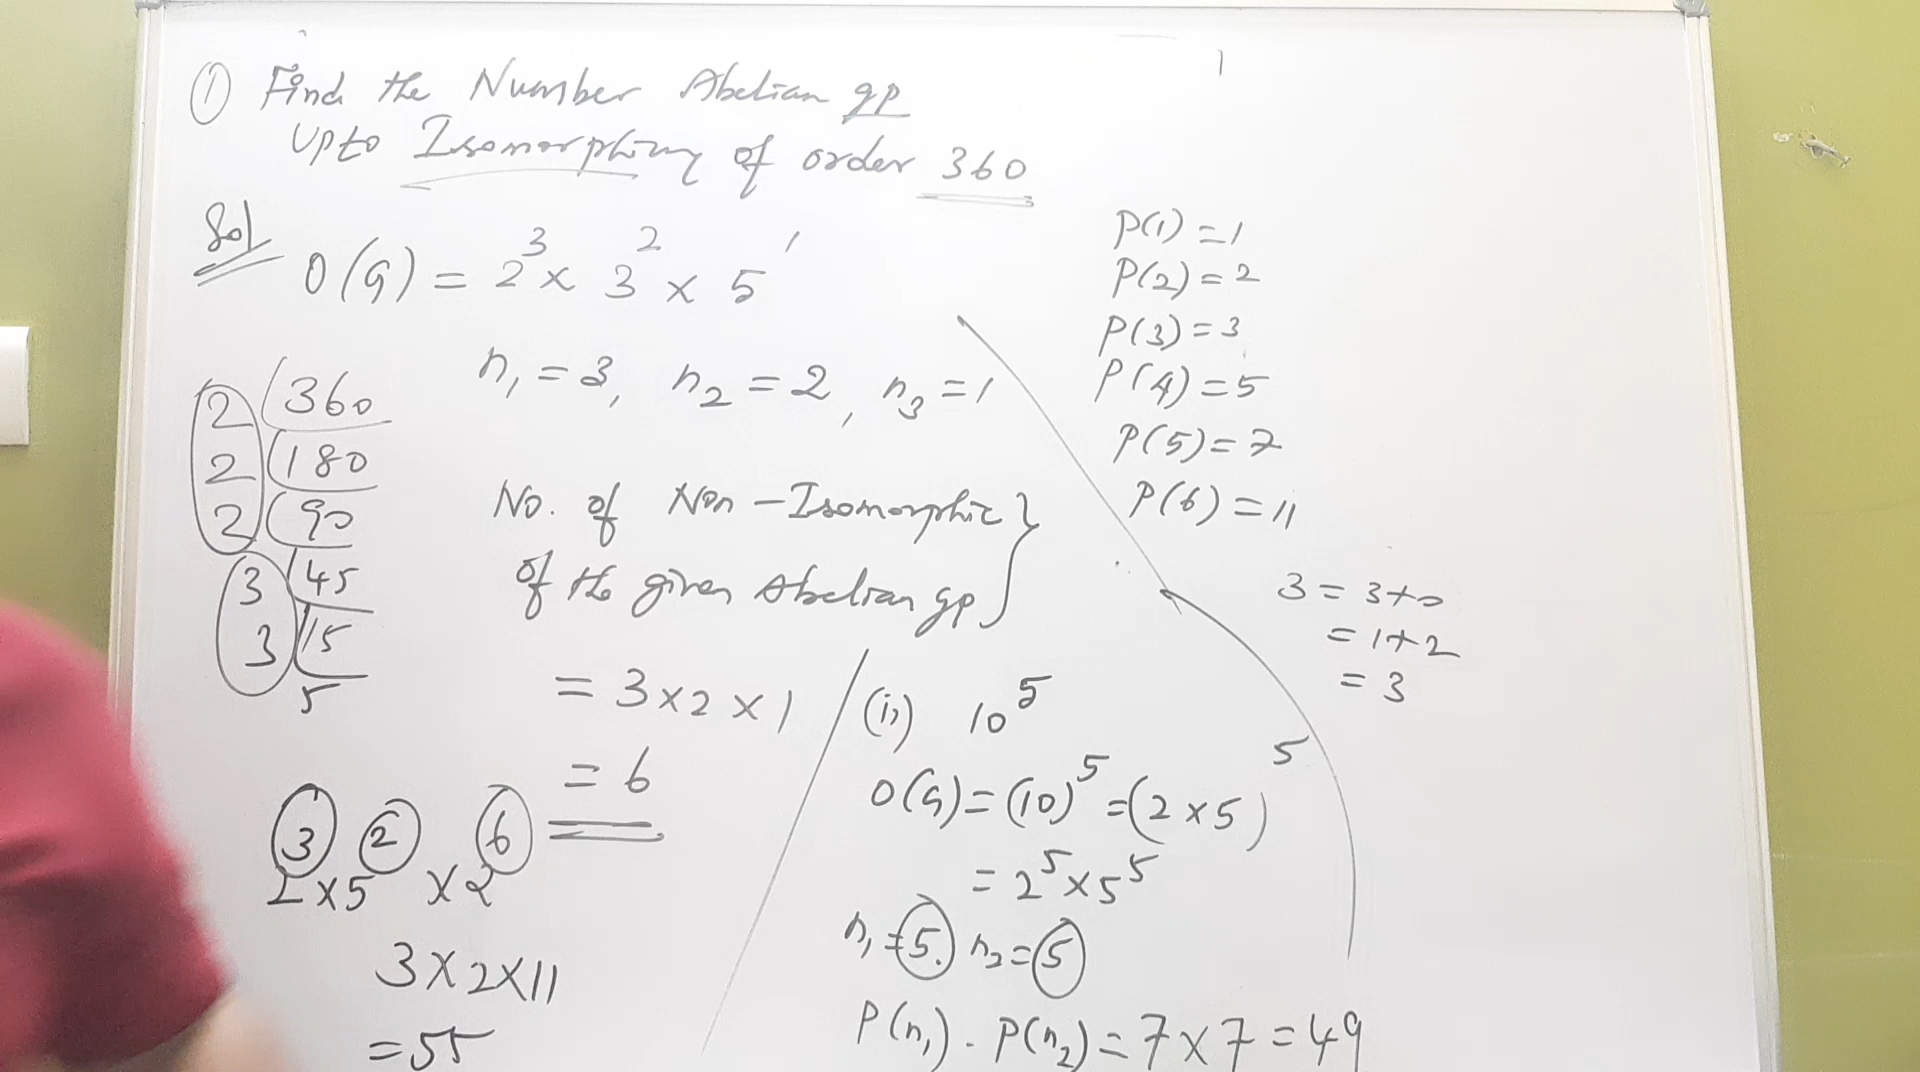 ① Find the Number Abelian gp
Upto Isomorphism of order 360
Sol
O(G) = 2³ x 3² x 5¹
n₁ = 3, n₂ = 2, n₃ = 1
2 | 360
2 | 180
2 | 90
3 | 45
3 | 15
5
No. of Non-Isomorphic }
of the given Abelian gp }
= 3 x 2 x 1
= 6
2³ x 5² x 2⁶
3 x 2 x 11
= 55
(ii) 10⁵
O(G) = (10)⁵ = (2 x 5)⁵
= 2⁵ x 5⁵
n₁ = 5. n₂ = 5
P(n₁) . P(n₂) = 7 x 7 = 49
P(1) = 1
P(2) = 2
P(3) = 3
P(4) = 5
P(5) = 7
P(6) = 11
3 = 3+0
= 1+2
= 3